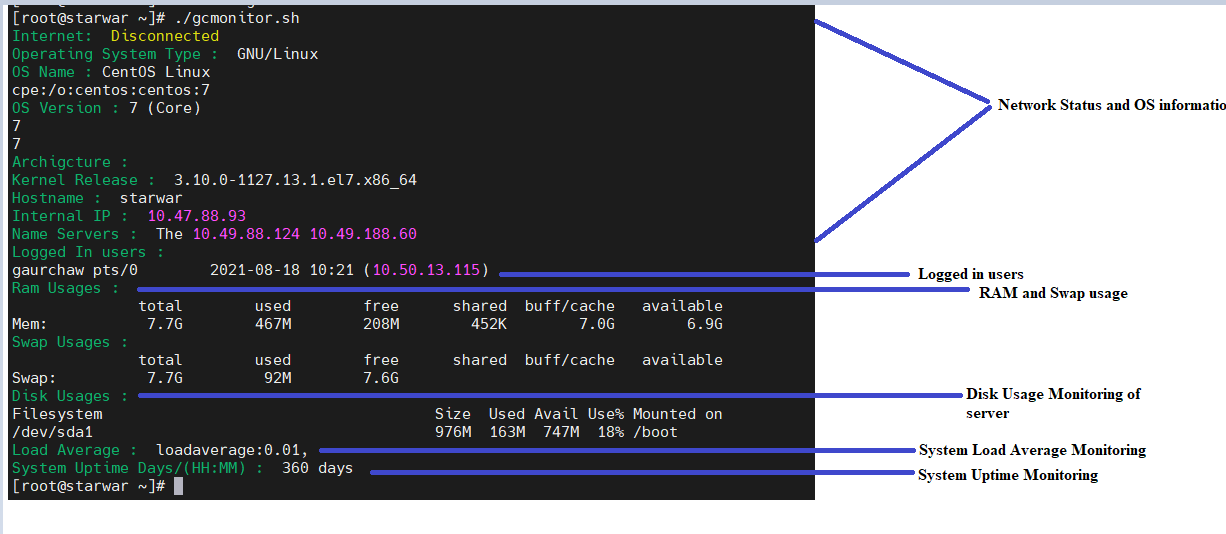 [root@starwar ~]# ./gcmonitor.sh
Internet: Disconnected
Operating System Type : GNU/Linux
OS Name : CentOS Linux
cpe:/o:centos:centos:7
OS Version : 7 (Core)
7
7
Archigcture :
Kernel Release : 3.10.0-1127.13.1.el7.x86_64
Hostname : starwar
Internal IP : 10.47.88.93
Name Servers : The 10.49.88.124 10.49.188.60
Logged In users :
gaurchaw pts/0 2021-08-18 10:21 (10.50.13.115)
Ram Usages :
total used free shared buff/cache available
Mem: 7.7G 467M 208M 452K 7.0G 6.9G
Swap Usages :
total used free shared buff/cache available
Swap: 7.7G 92M 7.6G
Disk Usages :
Filesystem Size Used Avail Use% Mounted on
/dev/sda1 976M 163M 747M 18% /boot
Load Average : loadaverage:0.01,
System Uptime Days/(HH:MM) : 360 days
[root@starwar ~]#
Network Status and OS informatio
Logged in users
RAM and Swap usage
Disk Usage Monitoring of
server
System Load Average Monitoring
System Uptime Monitoring